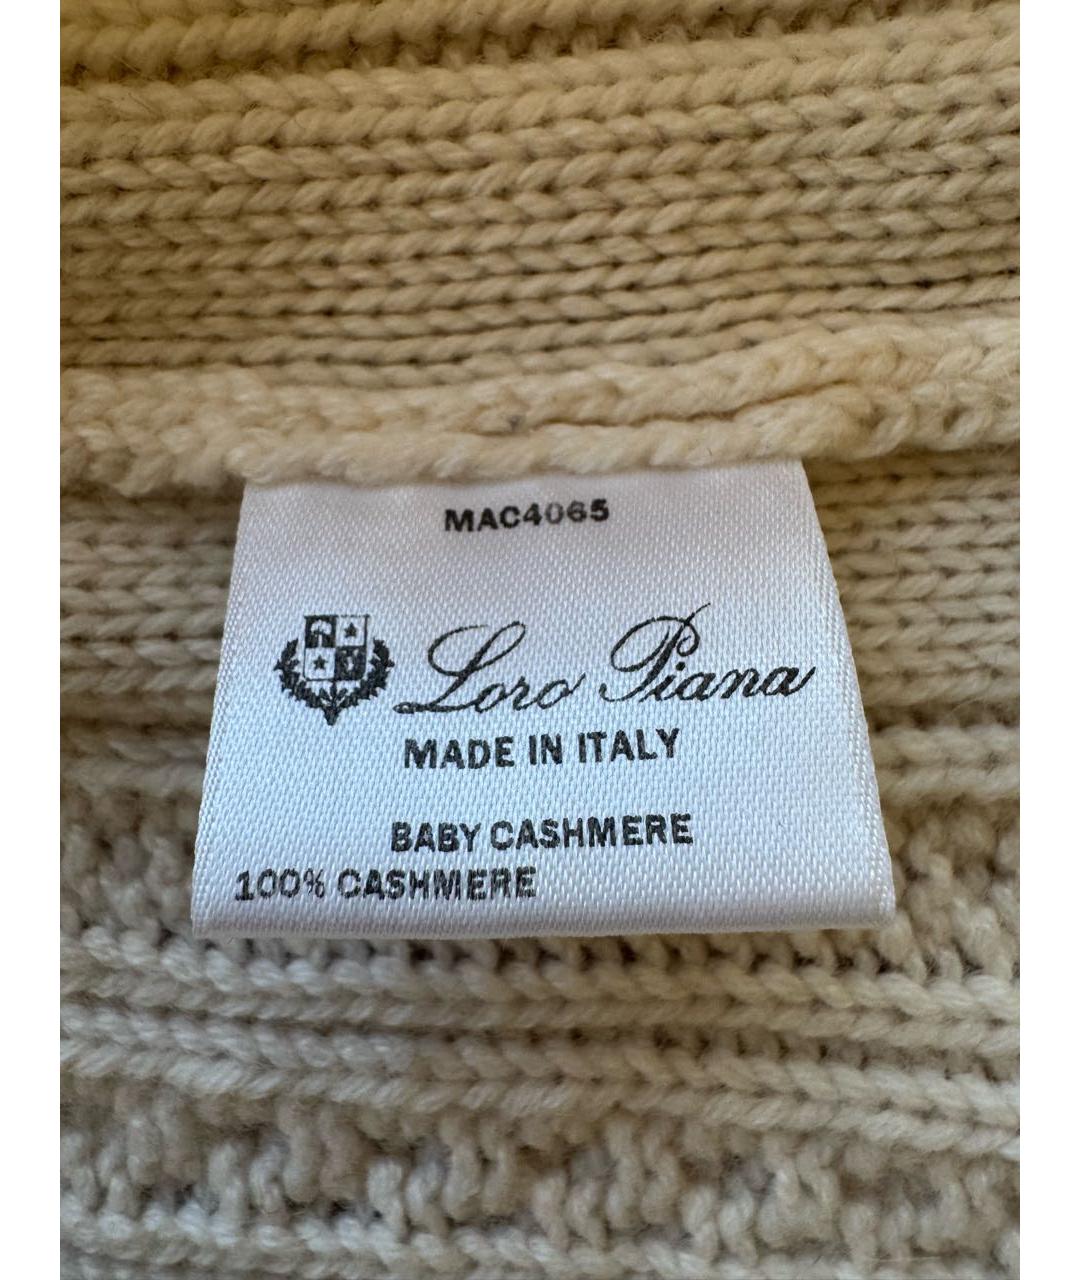 MAC4065
Loro Piana
MADE IN ITALY
BABY CASHMERE
100% CASHMERE